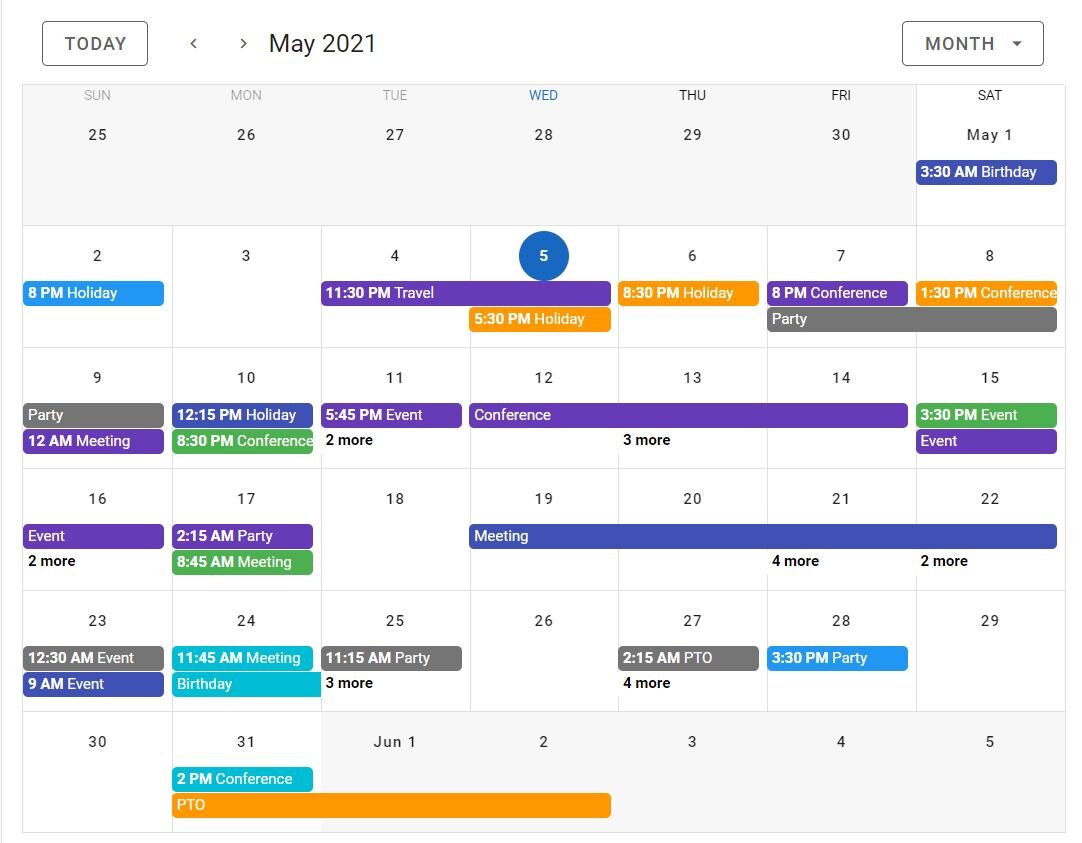 TODAY ‹ › May 2021 MONTH
SUN MON TUE WED THU FRI SAT
25 26 27 28 29 30 May 1
3:30 AM Birthday
2 3 4 5 6 7 8
8 PM Holiday 11:30 PM Travel 8:30 PM Holiday 8 PM Conference 1:30 PM Conference
5:30 PM Holiday Party
9 10 11 12 13 14 15
Party 12:15 PM Holiday 5:45 PM Event Conference 3:30 PM Event
12 AM Meeting 8:30 PM Conference 2 more 3 more Event
16 17 18 19 20 21 22
Event 2:15 AM Party Meeting
2 more 8:45 AM Meeting 4 more 2 more
23 24 25 26 27 28 29
12:30 AM Event 11:45 AM Meeting 11:15 AM Party 2:15 AM PTO 3:30 PM Party
9 AM Event Birthday 3 more 4 more
30 31 Jun 1 2 3 4 5
2 PM Conference
PTO